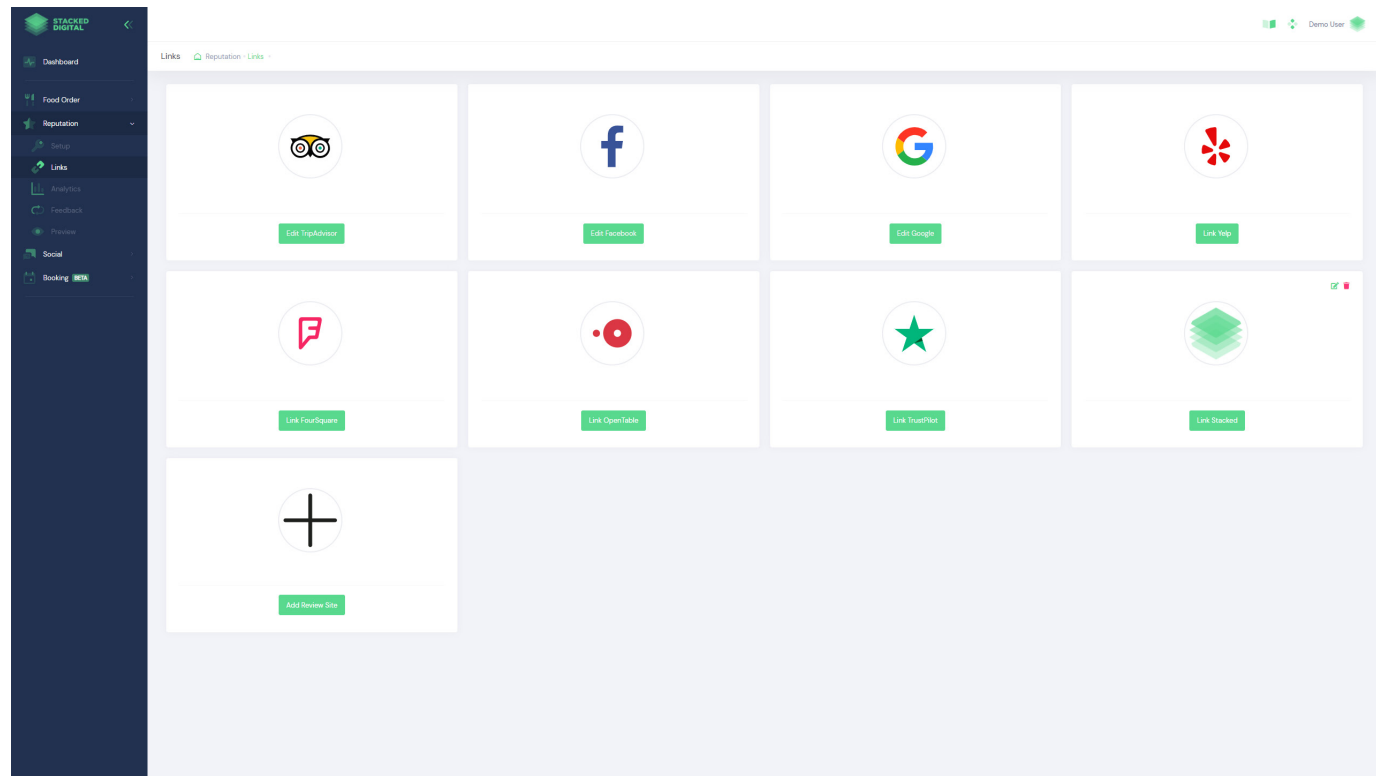 STACKED
DIGITAL
Demo User
Dashboard
Links
Reputation - Links -
Food Order
Reputation
Setup
Links
Analytics
Feedback
Preview
Social
Booking BETA
Edit TripAdvisor
Edit Facebook
Edit Google
Link Yelp
Link FourSquare
Link OpenTable
Link TrustPilot
Link Stacked
Add Review Site